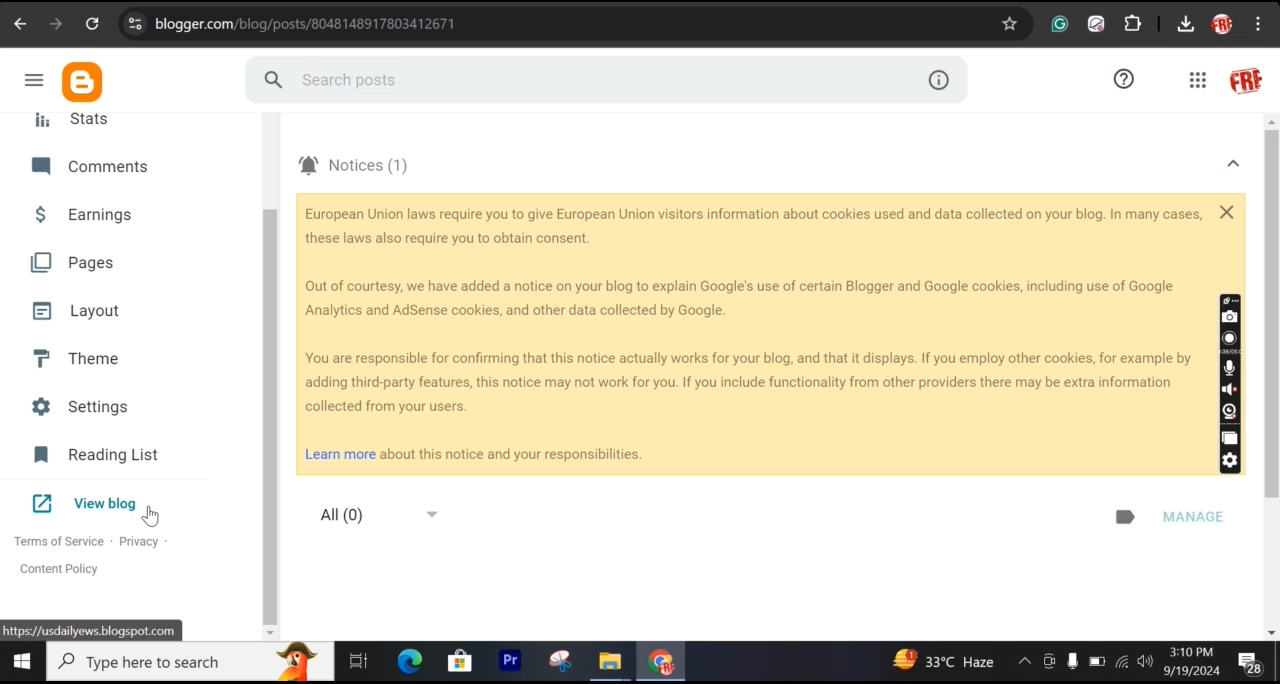 blogger.com/blog/posts/8048148917803412671
Search posts
FRF
Stats
Comments
Earnings
Pages
Layout
Theme
Settings
Reading List
View blog
Terms of Service · Privacy ·
Content Policy
Notices (1)
European Union laws require you to give European Union visitors information about cookies used and data collected on your blog. In many cases,
these laws also require you to obtain consent.
Out of courtesy, we have added a notice on your blog to explain Google's use of certain Blogger and Google cookies, including use of Google
Analytics and AdSense cookies, and other data collected by Google.
You are responsible for confirming that this notice actually works for your blog, and that it displays. If you employ other cookies, for example by
adding third-party features, this notice may not work for you. If you include functionality from other providers there may be extra information
collected from your users.
Learn more about this notice and your responsibilities.
All (0)
MANAGE
https://usdailyews.blogspot.com
Type here to search
Pr
33°C Haze
3:10 PM
9/19/2024
28